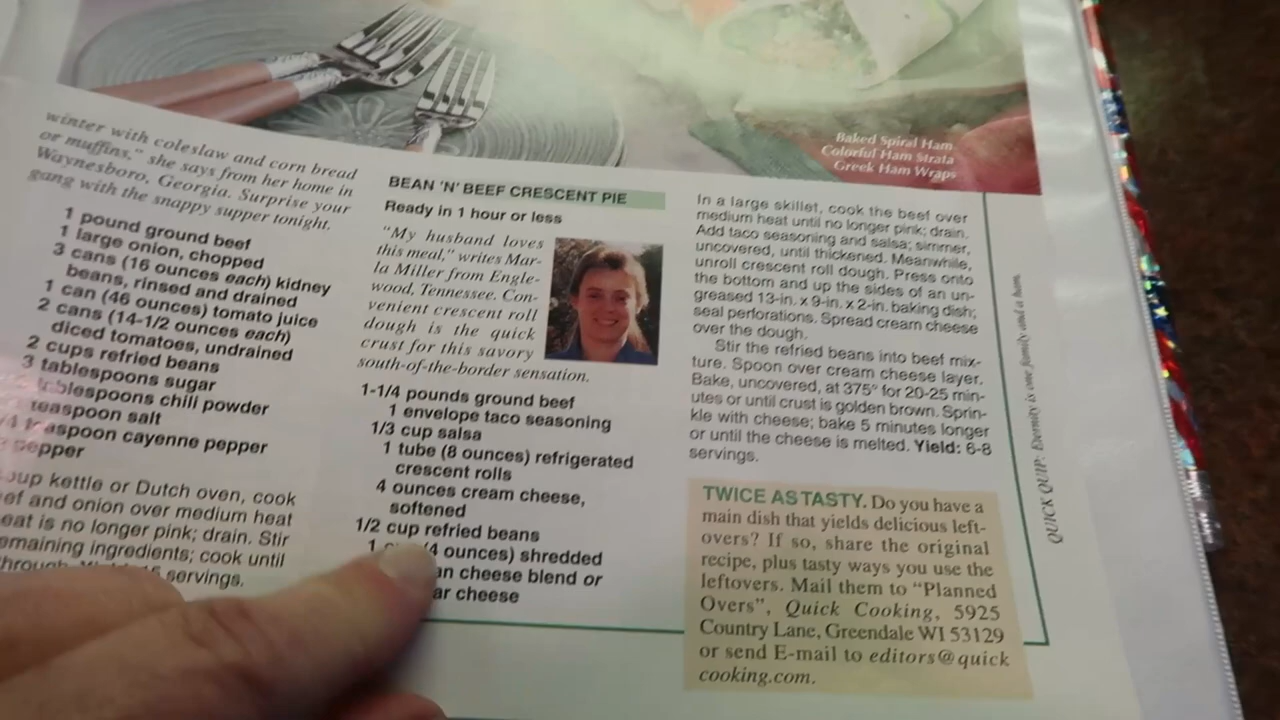 Baked Spiral Ham
Colorful Ham Strata
Greek Ham Wraps
winter with coleslaw and corn bread
or muffins," she says from her home in
Waynesboro, Georgia. Surprise your
gang with the snappy supper tonight.
1 pound ground beef
1 large onion, chopped
3 cans (16 ounces each) kidney
beans, rinsed and drained
1 can (46 ounces) tomato juice
2 cans (14-1/2 ounces each)
diced tomatoes, undrained
2 cups refried beans
3 tablespoons sugar
tablespoons chili powder
teaspoon salt
teaspoon cayenne pepper
pepper
kettle or Dutch oven, cook
and onion over medium heat
is no longer pink; drain. Stir
ingredients; cook until
servings.
BEAN 'N' BEEF CRESCENT PIE
Ready in 1 hour or less
"My husband loves
this meal," writes Mar-
la Miller from Engle-
wood, Tennessee. Con-
venient crescent roll
dough is the quick
crust for this savory
south-of-the-border sensation.
1-1/4 pounds ground beef
1 envelope taco seasoning
1/3 cup salsa
1 tube (8 ounces) refrigerated
crescent rolls
4 ounces cream cheese,
softened
1/2 cup refried beans
1 (4 ounces) shredded
cheese blend or
cheese
In a large skillet, cook the beef over
medium heat until no longer pink; drain.
Add taco seasoning and salsa; simmer,
uncovered, until thickened. Meanwhile,
unroll crescent roll dough. Press onto
the bottom and up the sides of an un-
greased 13-in. x 9-in. x 2-in. baking dish;
seal perforations. Spread cream cheese
over the dough.
Stir the refried beans into beef mix-
ture. Spoon over cream cheese layer.
Bake, uncovered, at 375° for 20-25 min-
utes or until crust is golden brown. Sprin-
kle with cheese; bake 5 minutes longer
or until the cheese is melted. Yield: 6-8
servings.
TWICE AS TASTY. Do you have a
main dish that yields delicious left-
overs? If so, share the original
recipe, plus tasty ways you use the
leftovers. Mail them to "Planned
Overs", Quick Cooking, 5925
Country Lane, Greendale WI 53129
or send E-mail to editors@quick
cooking.com.
QUICK QUIP: Eternity is one family and a ham.